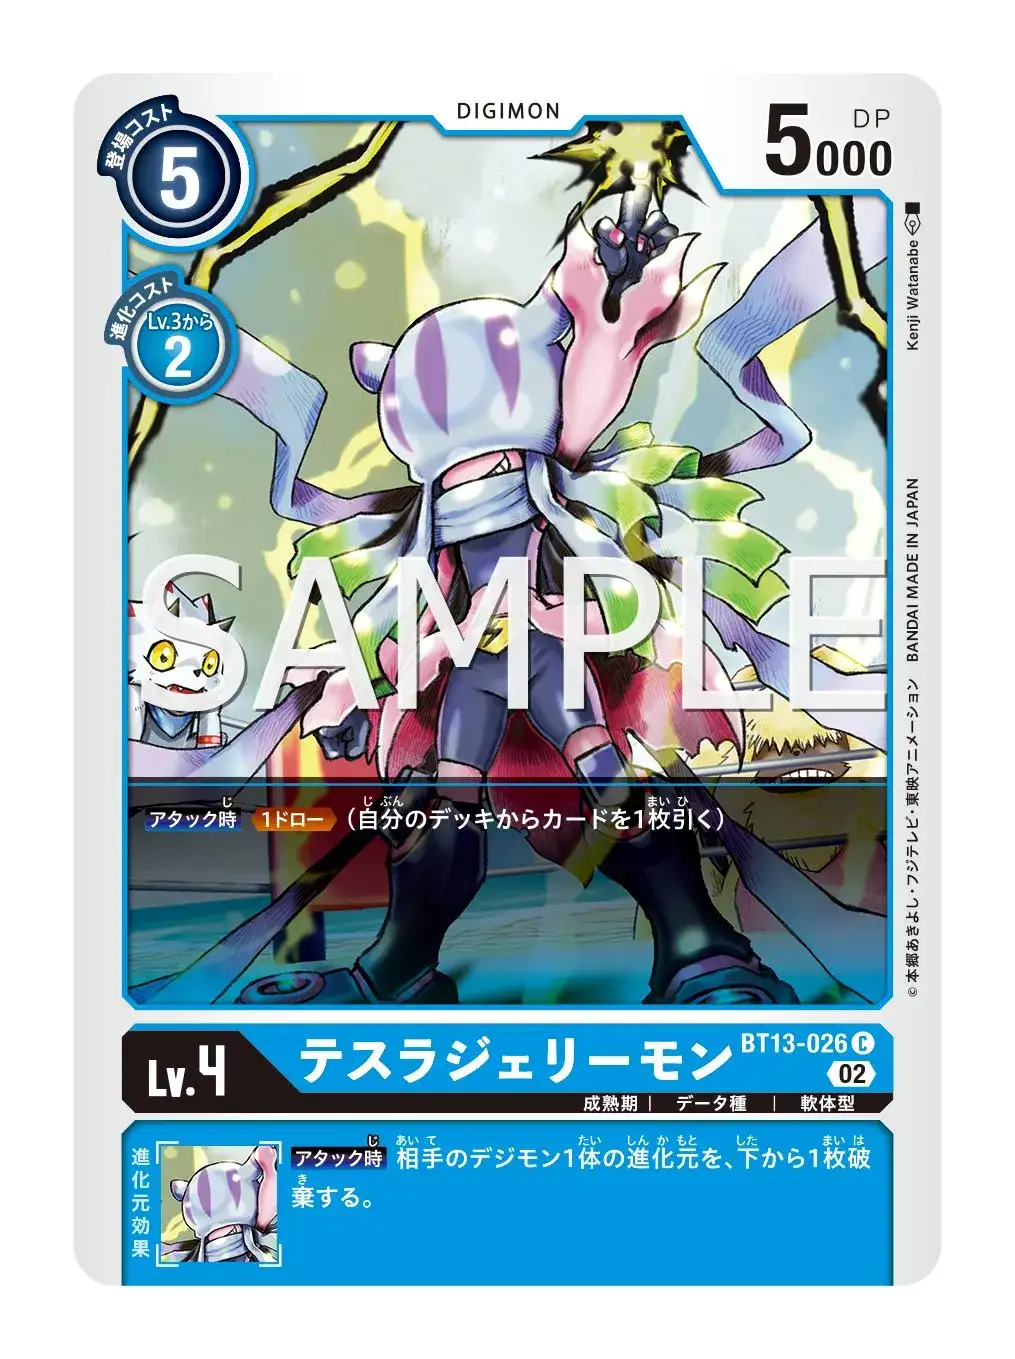 DIGIMON
登場コスト
5
5000
DP
進化コスト
Lv.3から
2
Kenji Watanabe
BANDAI MADE IN JAPAN
©本郷あきよし・フジテレビ・東映アニメーション
SAMPLE
アタック時 1ドロー (自分のデッキからカードを1枚引く)
Lv.4
テスラジェリーモン
BT13-026 C
02
成熟期 | データ種 | 軟体型
進化元効果
アタック時 相手のデジモン1体の進化元を、下から1枚破
棄する。